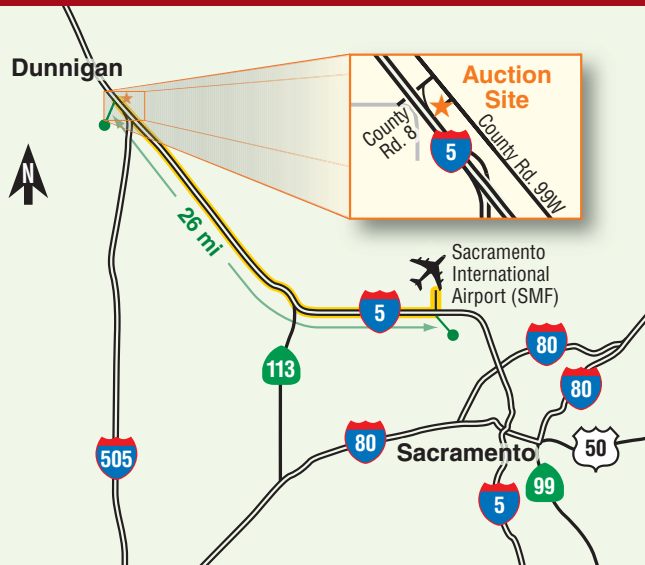 Dunnigan
Auction
Site
County
Rd. 8
5
County Rd. 99W
N
26 mi
Sacramento
International
Airport (SMF)
5
113
80
80
505
80
Sacramento
50
99
5